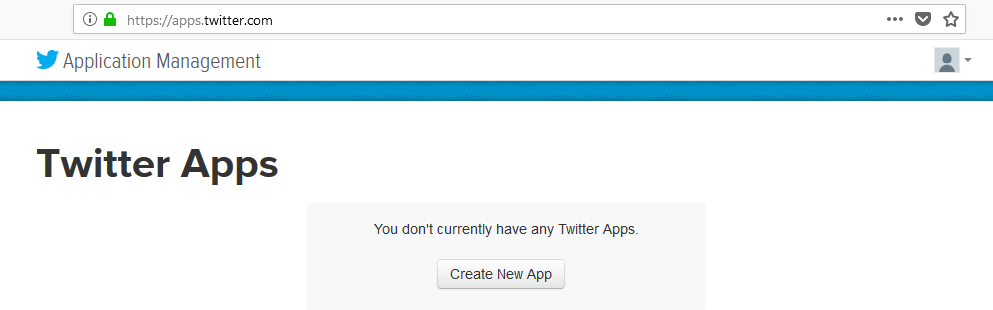 https://apps.twitter.com
Application Management
Twitter Apps
You don't currently have any Twitter Apps.
Create New App